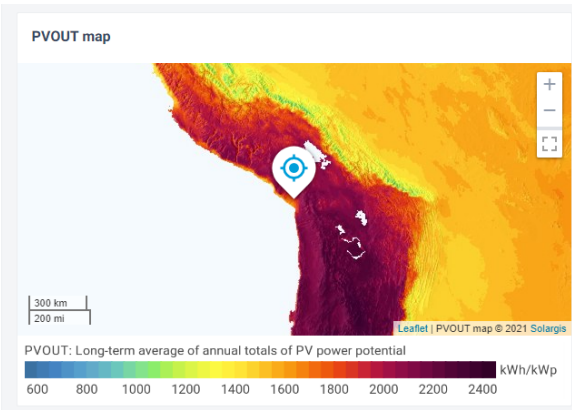 PVOUT map
+
−
300 km
200 mi
Leaflet | PVOUT map © 2021 Solargis
PVOUT: Long-term average of annual totals of PV power potential
kWh/kWp
600 800 1000 1200 1400 1600 1800 2000 2200 2400